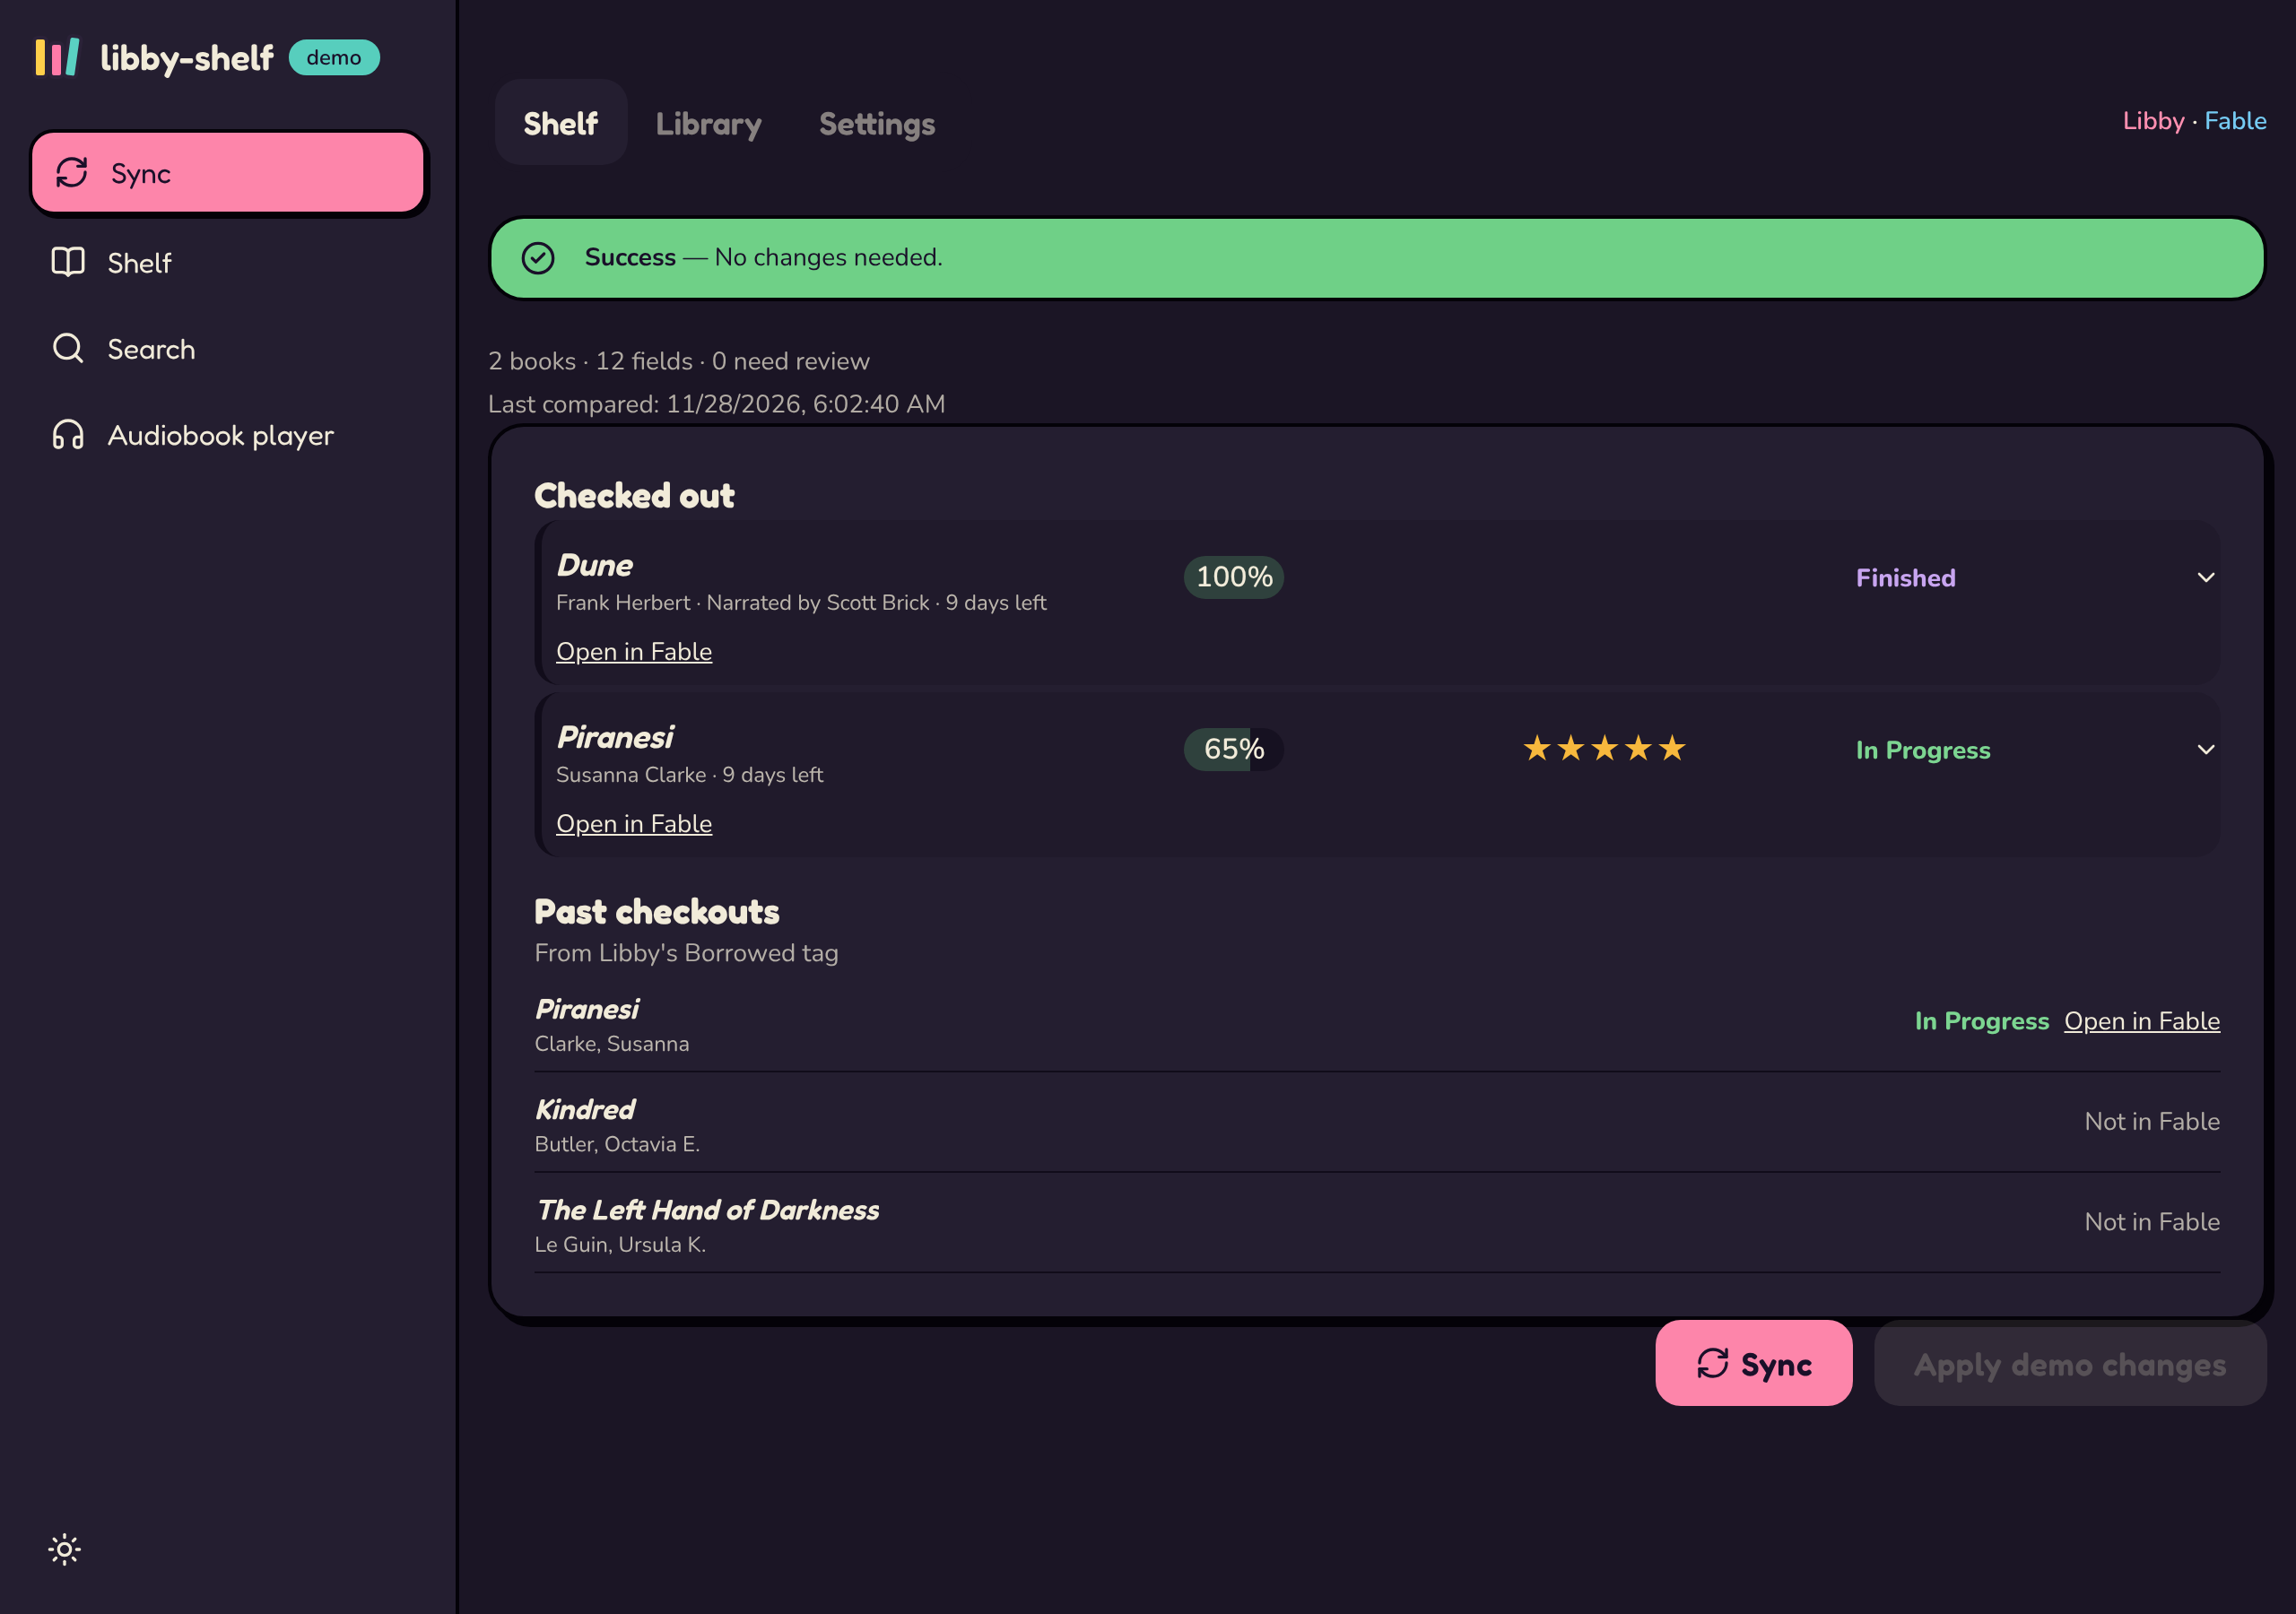 libby-shelf demo
Sync
Shelf
Search
Audiobook player
Shelf Library Settings
Libby · Fable
Success — No changes needed.
2 books · 12 fields · 0 need review
Last compared: 11/28/2026, 6:02:40 AM
Checked out
Dune
Frank Herbert · Narrated by Scott Brick · 9 days left
100%
Finished
Open in Fable
Piranesi
Susanna Clarke · 9 days left
65%
★★★★★
In Progress
Open in Fable
Past checkouts
From Libby's Borrowed tag
Piranesi
Clarke, Susanna
In Progress Open in Fable
Kindred
Butler, Octavia E.
Not in Fable
The Left Hand of Darkness
Le Guin, Ursula K.
Not in Fable
Sync
Apply demo changes